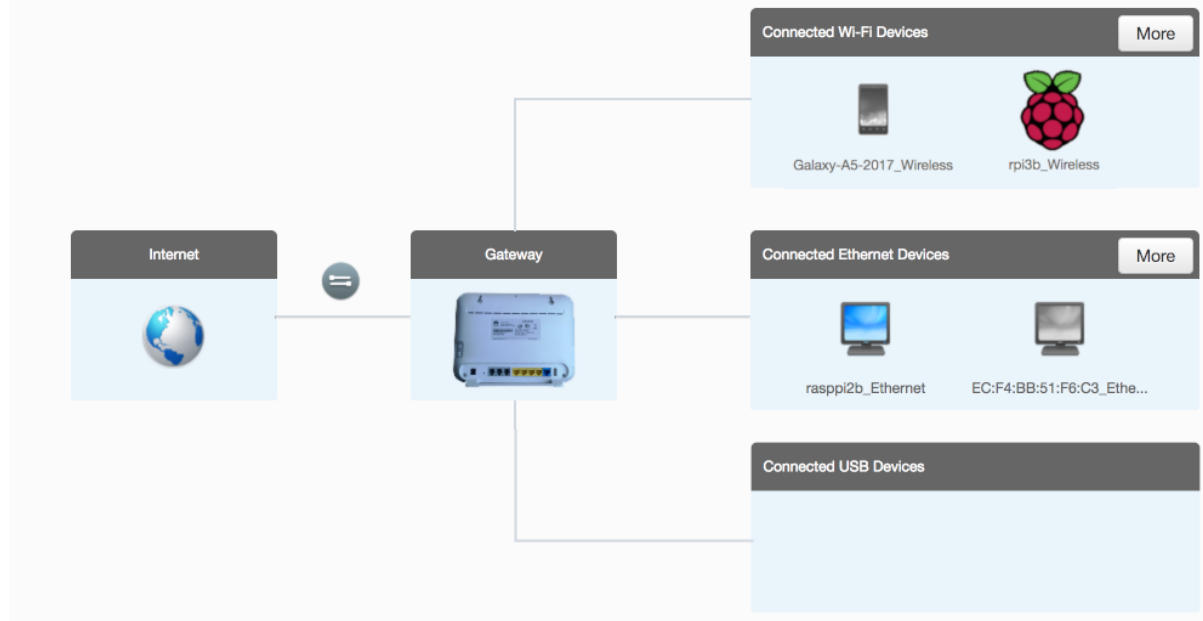 Connected Wi-Fi Devices
More
Galaxy-A5-2017_Wireless
rpi3b_Wireless
Internet
Gateway
Connected Ethernet Devices
More
rasppi2b_Ethernet
EC:F4:BB:51:F6:C3_Ethe...
Connected USB Devices